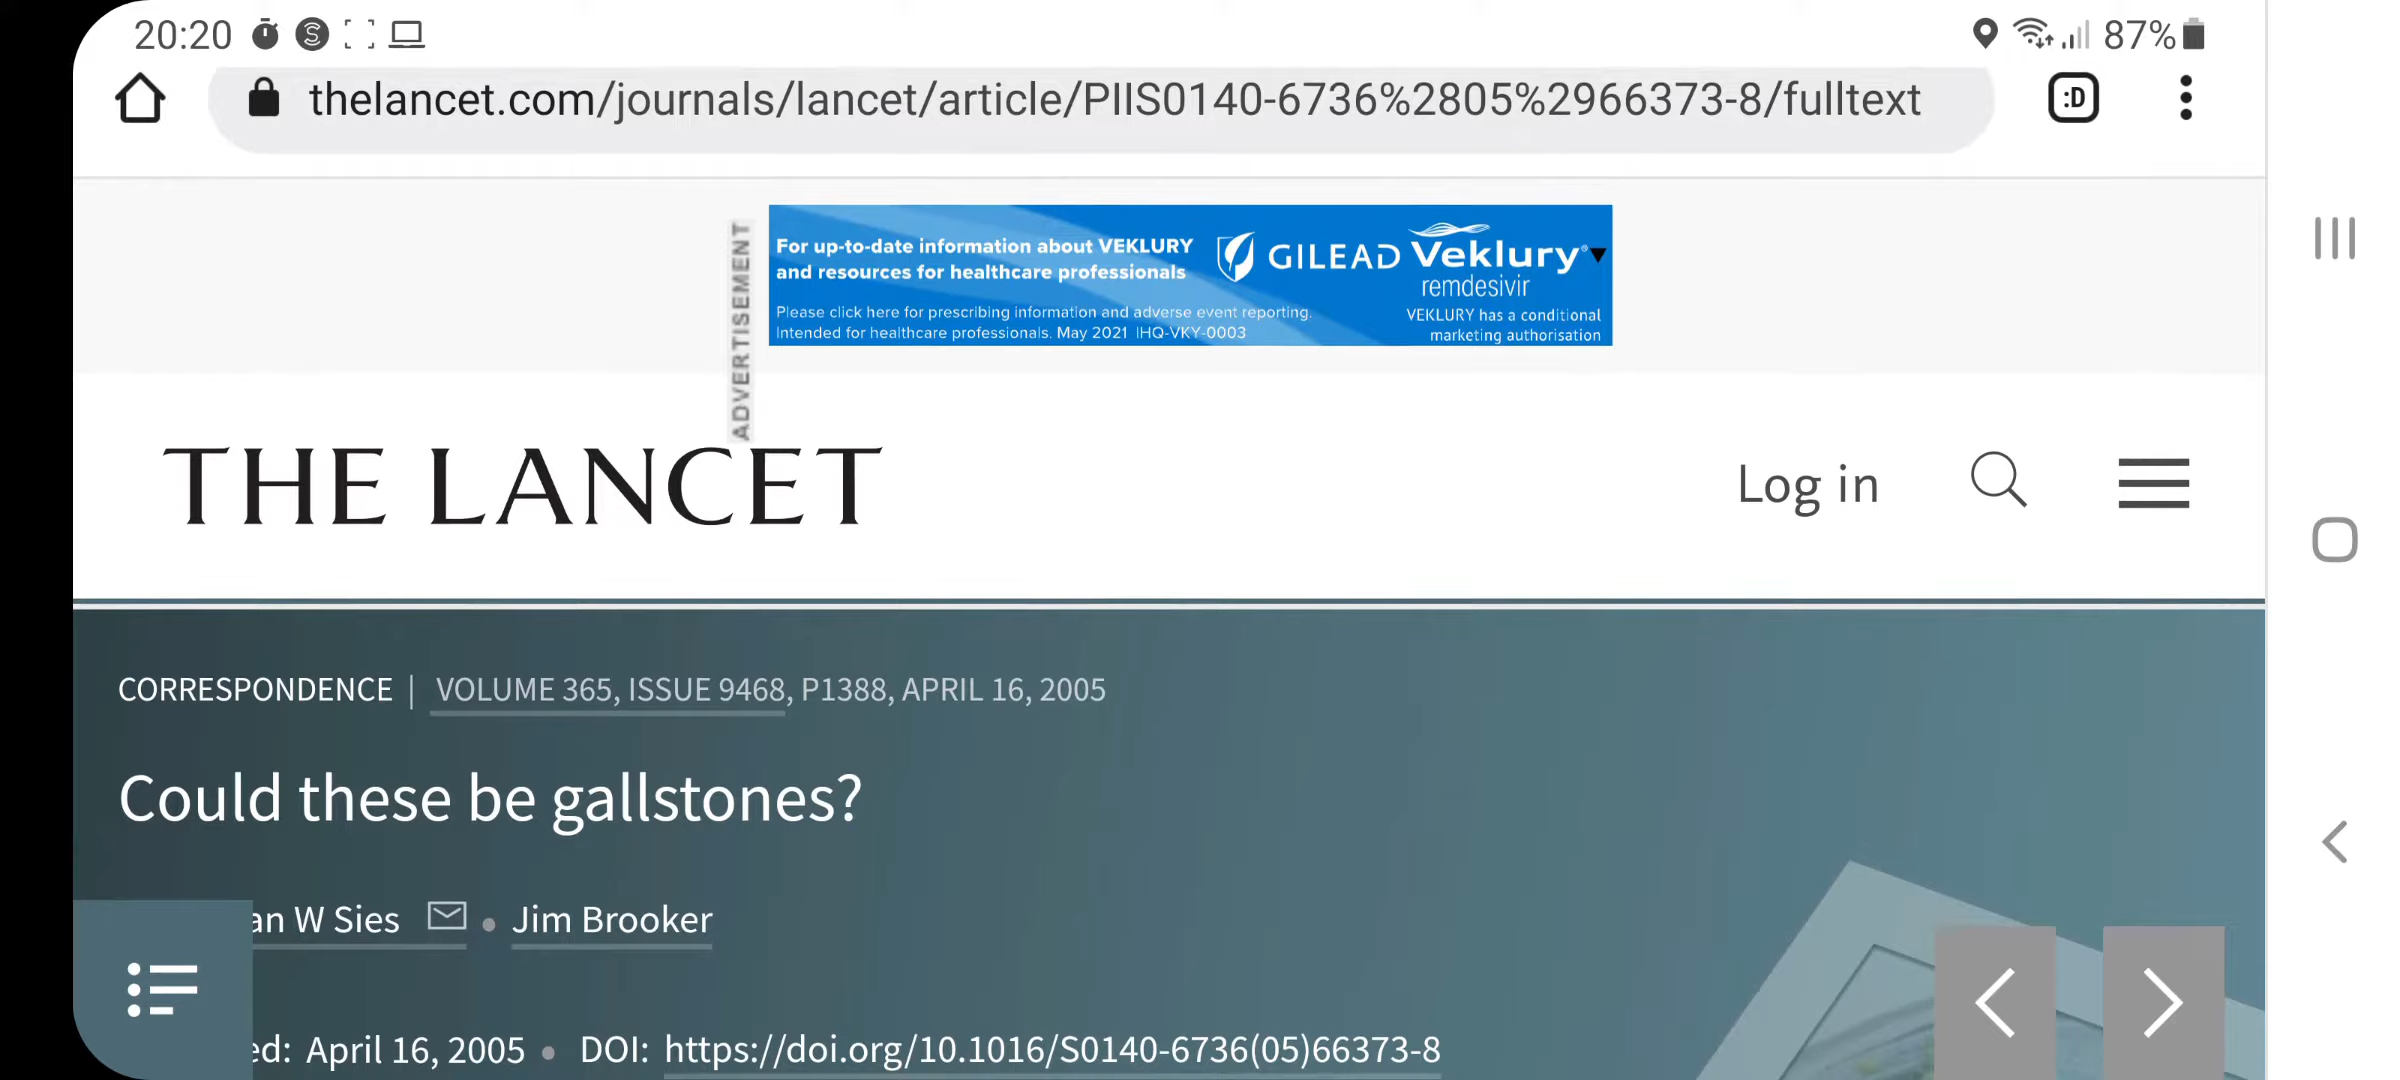 20:20
87%
thelancet.com/journals/lancet/article/PIIS0140-6736%2805%2966373-8/fulltext
:D
ADVERTISEMENT
For up-to-date information about VEKLURY
and resources for healthcare professionals
Please click here for prescribing information and adverse event reporting.
Intended for healthcare professionals. May 2021 IHQ-VKY-0003
GILEAD
Veklury®▼
remdesivir
VEKLURY has a conditional
marketing authorisation
THE LANCET
Log in
CORRESPONDENCE | VOLUME 365, ISSUE 9468, P1388, APRIL 16, 2005
Could these be gallstones?
an W Sies • Jim Brooker
ed: April 16, 2005 • DOI: https://doi.org/10.1016/S0140-6736(05)66373-8